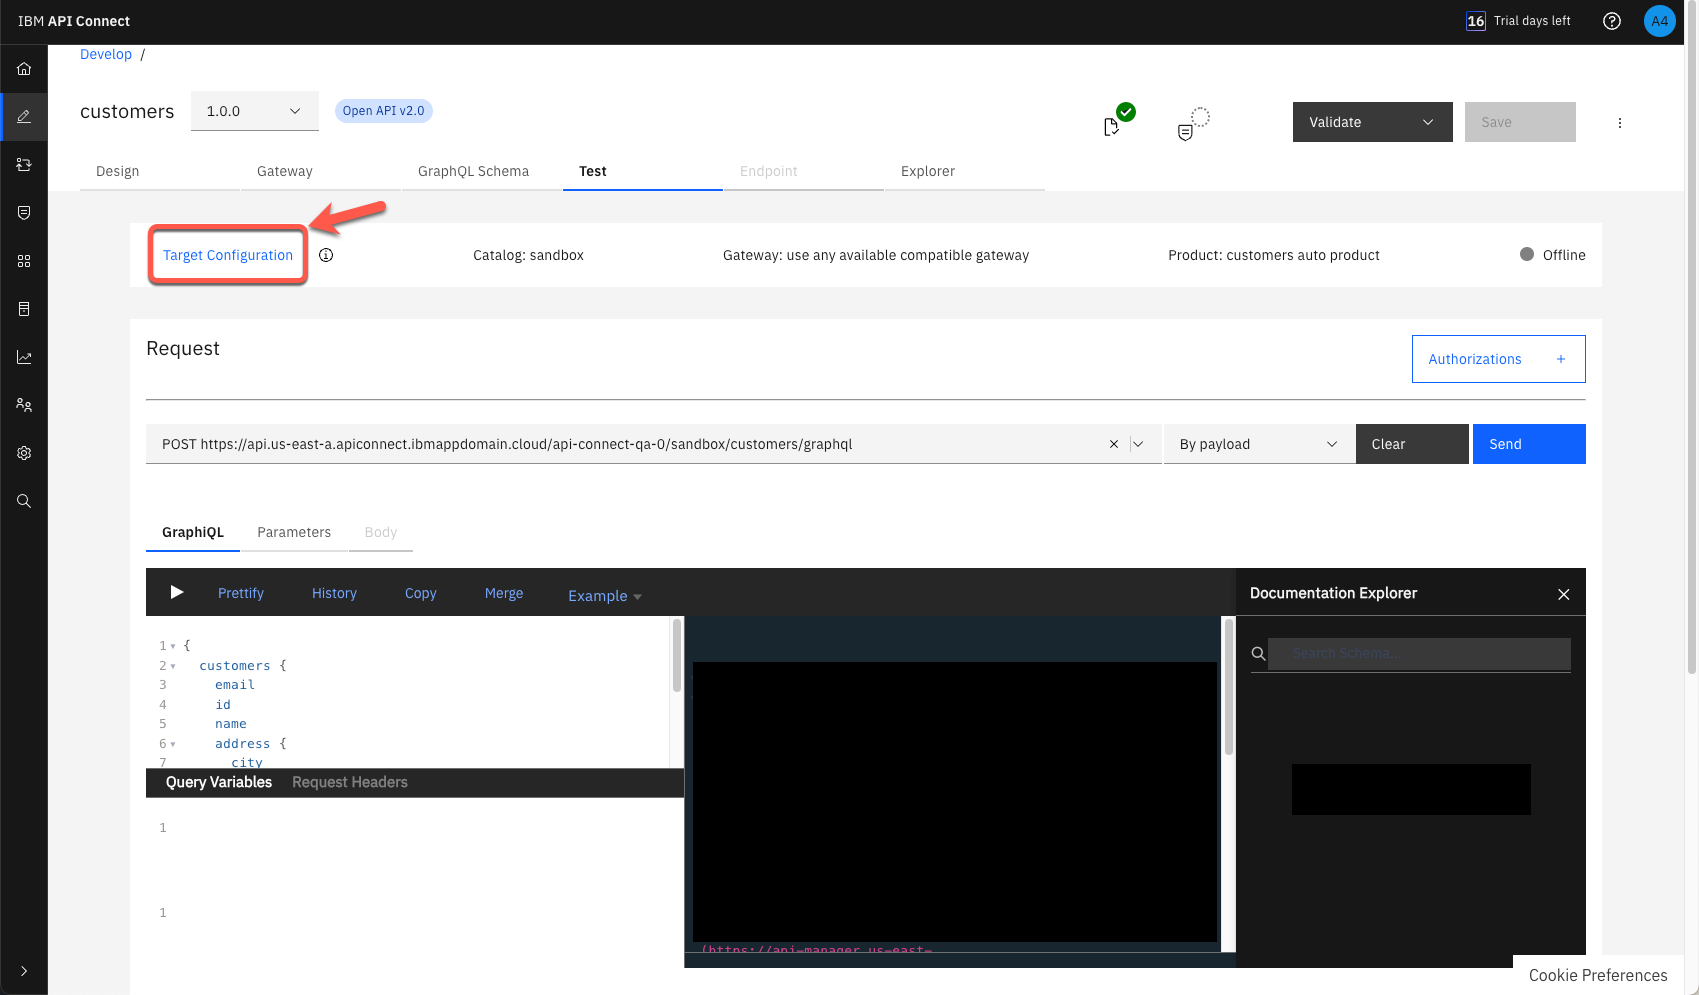 IBM API Connect
16 Trial days left
A4
Develop /
customers 1.0.0 Open API v2.0
Validate
Save
Design Gateway GraphQL Schema Test Endpoint Explorer
Target Configuration Catalog: sandbox Gateway: use any available compatible gateway Product: customers auto product Offline
Request
Authorizations +
POST https://api.us-east-a.apiconnect.ibmappdomain.cloud/api-connect-qa-0/sandbox/customers/graphql
By payload
Clear
Send
GraphiQL Parameters Body
Prettify History Copy Merge Example
Documentation Explorer
Search Schema...
1 {
2 customers {
3 email
4 id
5 name
6 address {
7 city
Query Variables Request Headers
1
1
(https://api-manager.us-east-
Cookie Preferences